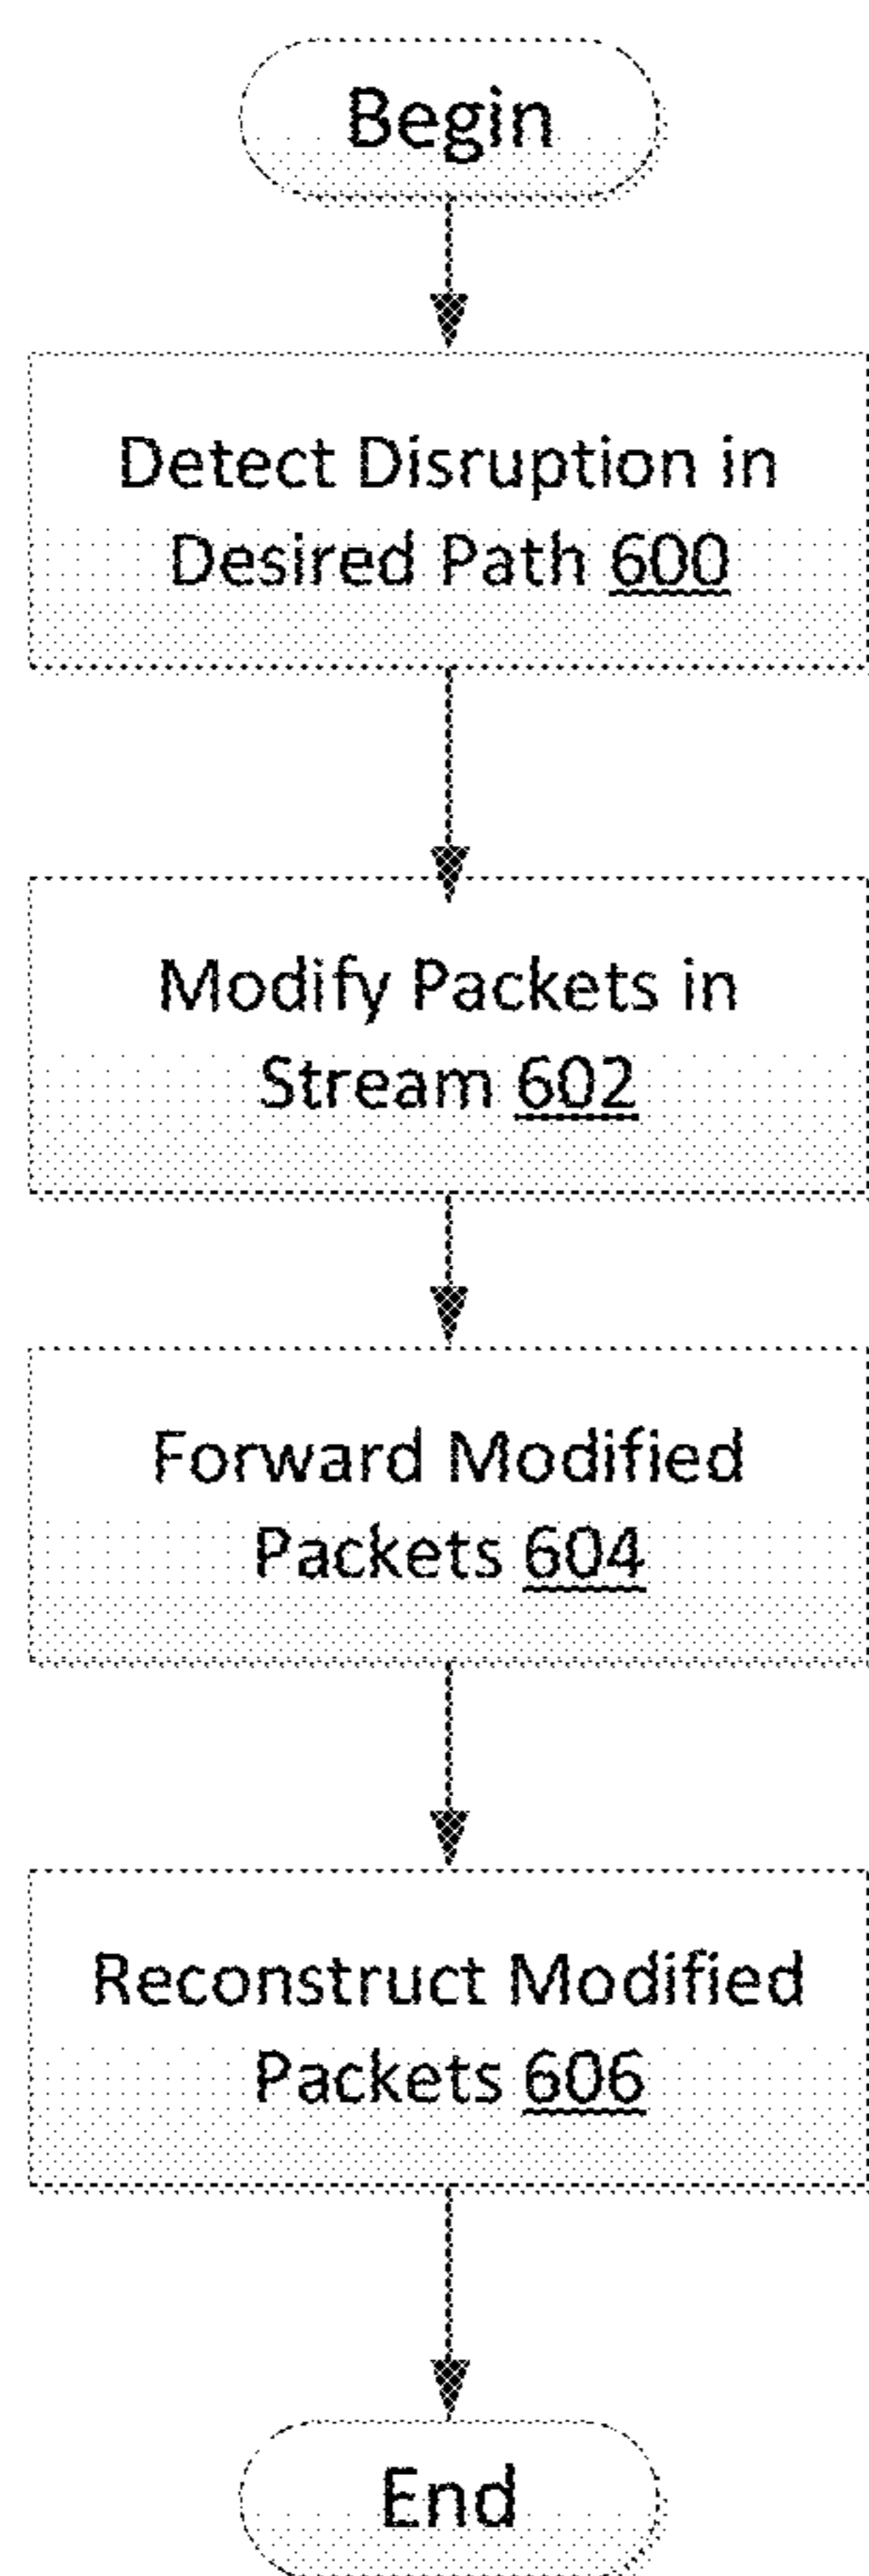 Begin
Detect Disruption in
Desired Path 600
Modify Packets in
Stream 602
Forward Modified
Packets 604
Reconstruct Modified
Packets 606
End